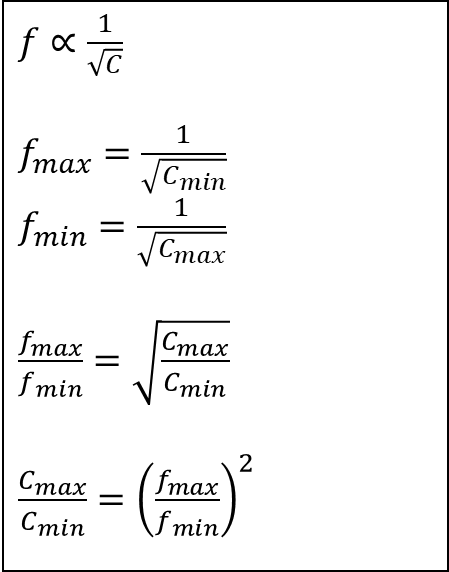 f ∝ 1/√C
f_max = 1/√C_min
f_min = 1/√C_max
f_max/f_min = √(C_max/C_min)
C_max/C_min = (f_max/f_min)²